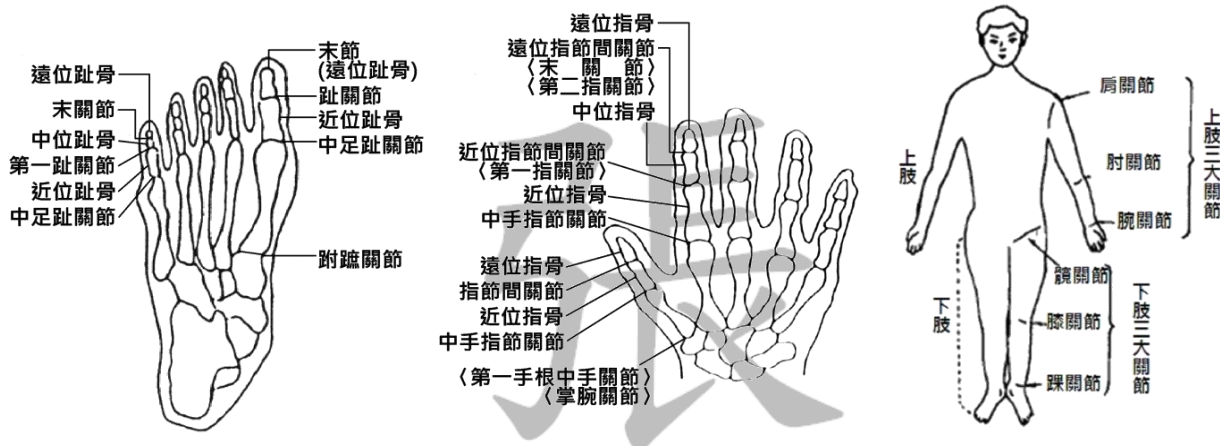 遠位趾骨
末關節
中位趾骨
第一趾關節
近位趾骨
中足趾關節
末節
(遠位趾骨)
趾關節
近位趾骨
中足趾關節
跗蹠關節
遠位指骨
遠位指節間關節
〈末關節〉
〈第二指關節〉
中位指骨
近位指節間關節
〈第一指關節〉
近位指骨
中手指節關節
遠位指骨
指節間關節
近位指骨
中手指節關節
〈第一手根中手關節〉
〈掌腕關節〉
上肢
肩關節
肘關節
腕關節
上肢三大關節
下肢
髖關節
膝關節
踝關節
下肢三大關節